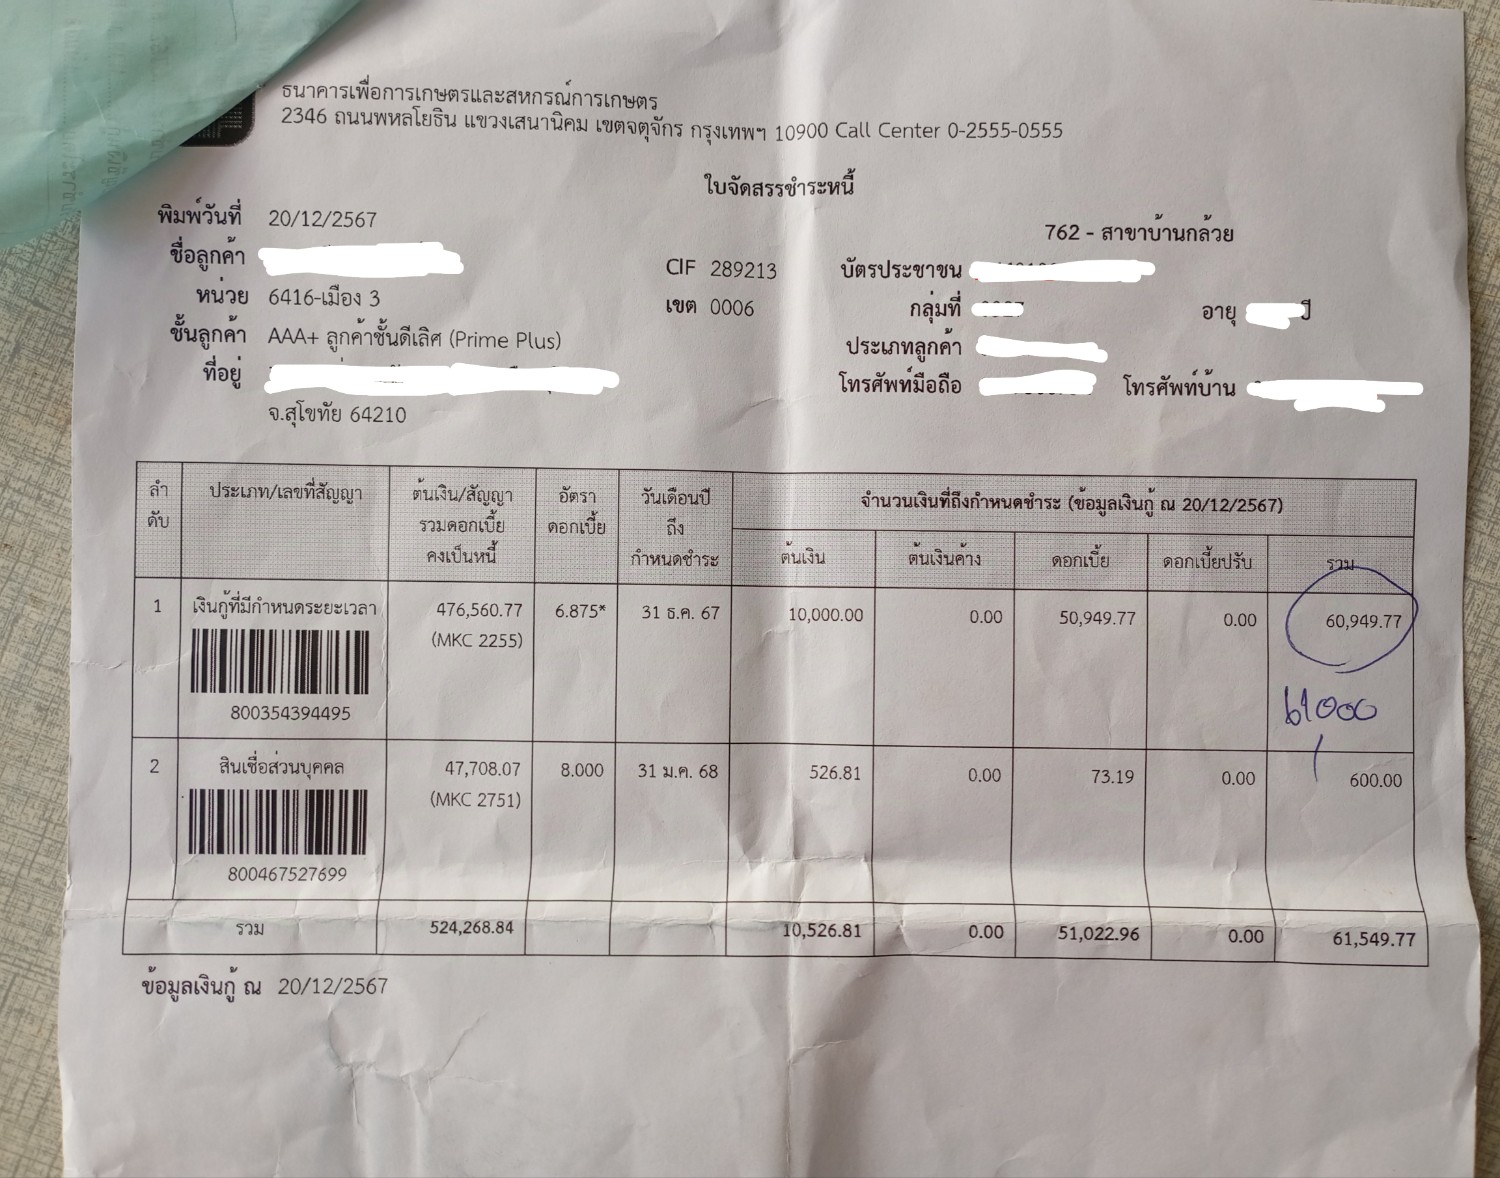 ธนาคารเพื่อการเกษตรและสหกรณ์การเกษตร
2346 ถนนพหลโยธิน แขวงเสนานิคม เขตจตุจักร กรุงเทพฯ 10900 Call Center 0-2555-0555
ใบจัดสรรชำระหนี้
พิมพ์วันที่ 20/12/2567
762 - สาขาบ้านกล้วย
ชื่อลูกค้า CIF 289213 บัตรประชาชน
หน่วย 6416-เมือง 3 เขต 0006 กลุ่มที่ อายุ ปี
ชั้นลูกค้า AAA+ ลูกค้าชั้นดีเลิศ (Prime Plus) ประเภทลูกค้า
ที่อยู่ โทรศัพท์มือถือ โทรศัพท์บ้าน
จ.สุโขทัย 64210
ลำ ประเภท/เลขที่สัญญา ต้นเงิน/สัญญา อัตรา วันเดือนปี จำนวนเงินที่ถึงกำหนดชำระ (ข้อมูลเงินกู้ ณ 20/12/2567)
ดับ รวมดอกเบี้ย ดอกเบี้ย ถึง
คงเป็นหนี้ กำหนดชำระ ต้นเงิน ต้นเงินค้าง ดอกเบี้ย ดอกเบี้ยปรับ รวม
1 เงินกู้ที่มีกำหนดระยะเวลา 476,560.77 6.875* 31 ธ.ค. 67 10,000.00 0.00 50,949.77 0.00 60,949.77
(MKC 2255)
800354394495 61000
2 สินเชื่อส่วนบุคคล 47,708.07 8.000 31 ม.ค. 68 526.81 0.00 73.19 0.00 600.00
(MKC 2751)
800467527699
รวม 524,268.84 10,526.81 0.00 51,022.96 0.00 61,549.77
ข้อมูลเงินกู้ ณ 20/12/2567